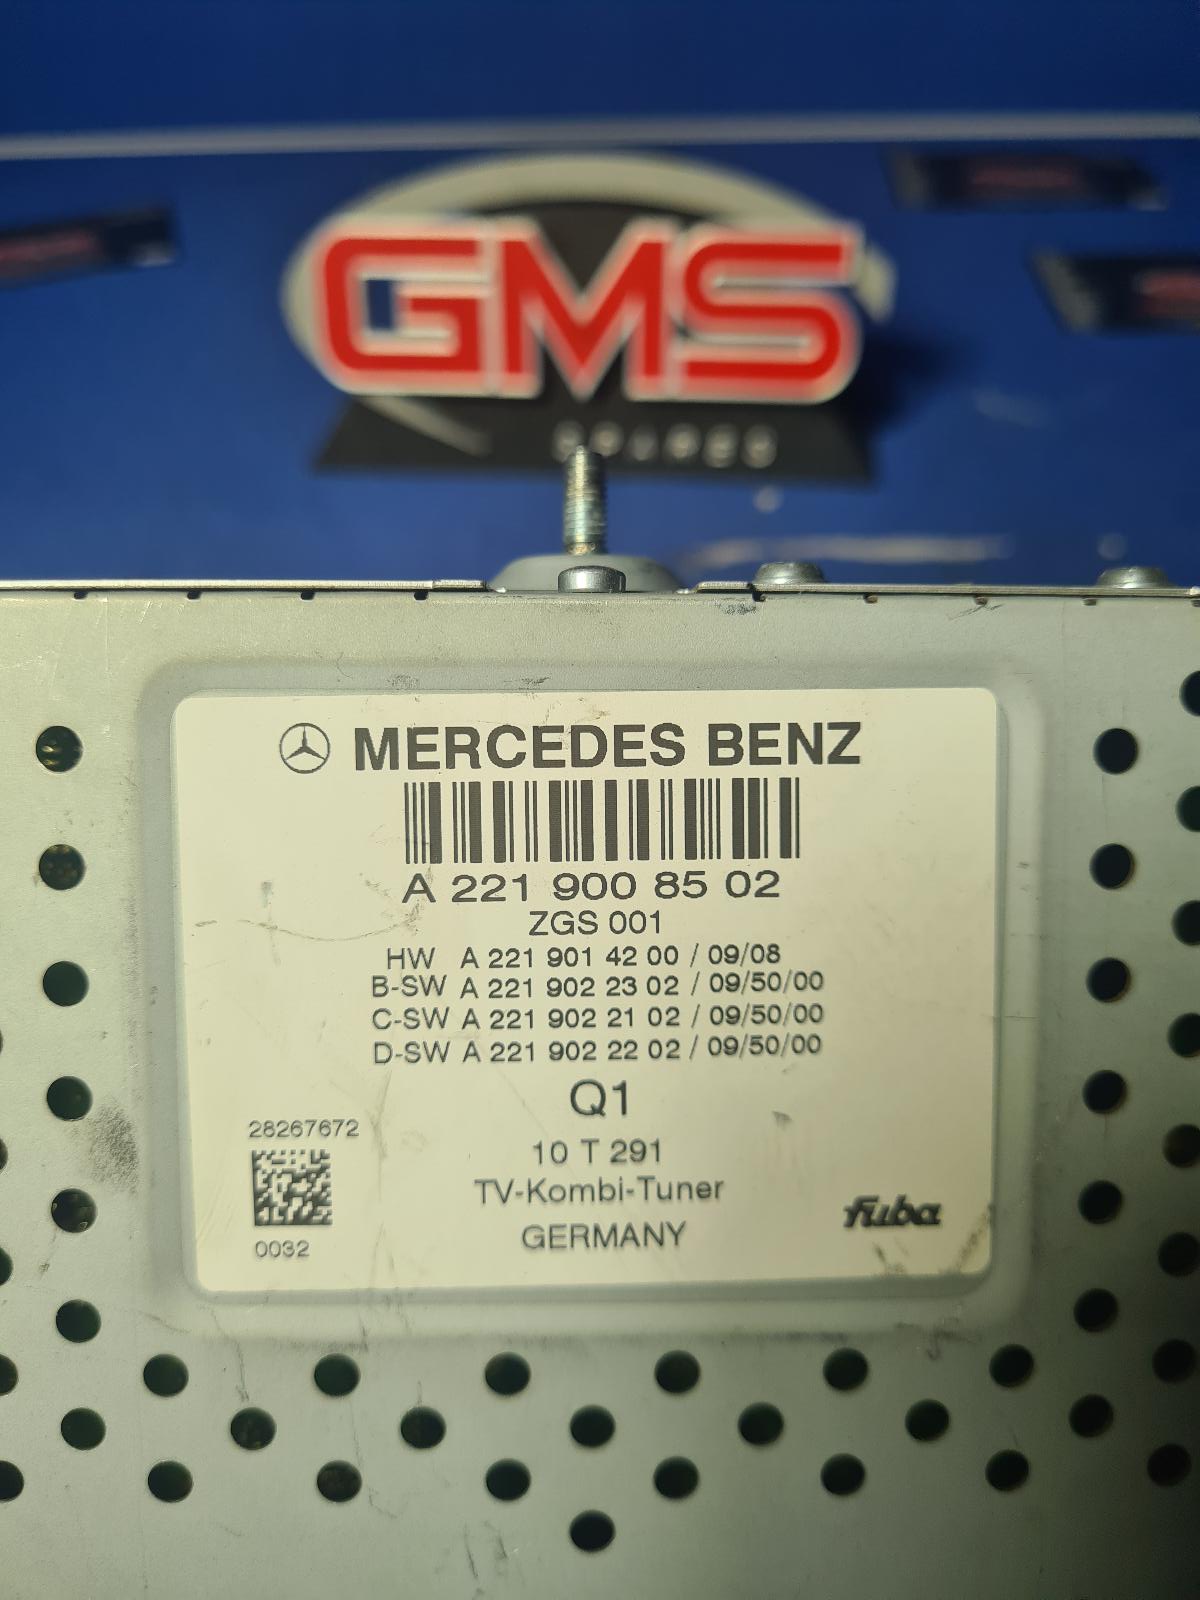 GMS
SPARES
MERCEDES BENZ
A 221 900 85 02
ZGS 001
HW A 221 901 42 00 / 09/08
B-SW A 221 902 23 02 / 09/50/00
C-SW A 221 902 21 02 / 09/50/00
D-SW A 221 902 22 02 / 09/50/00
Q1
28267672
10 T 291
TV-Kombi-Tuner
fuba
GERMANY
0032